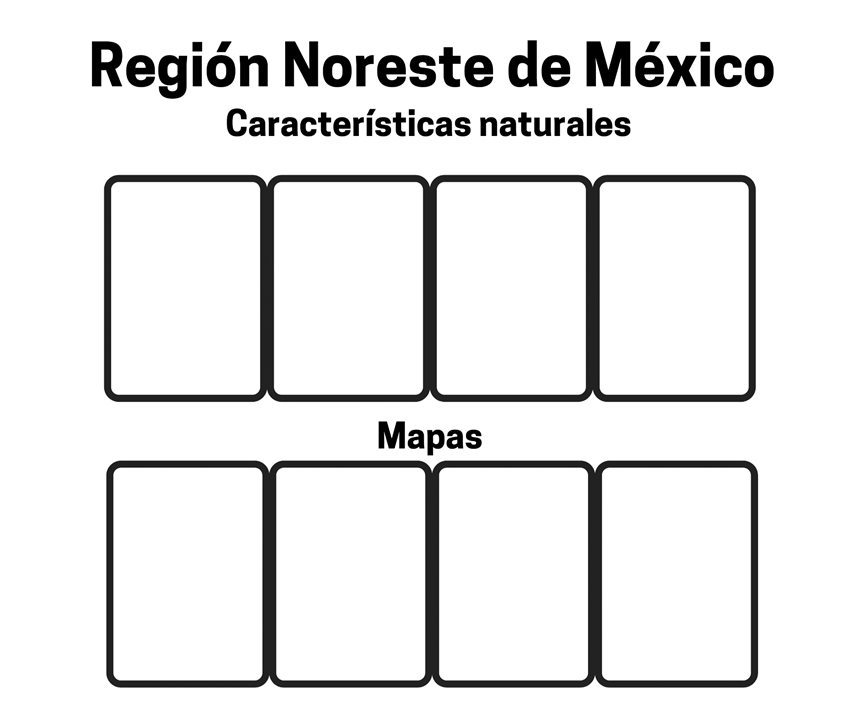 Región Noreste de México
Características naturales
Mapas